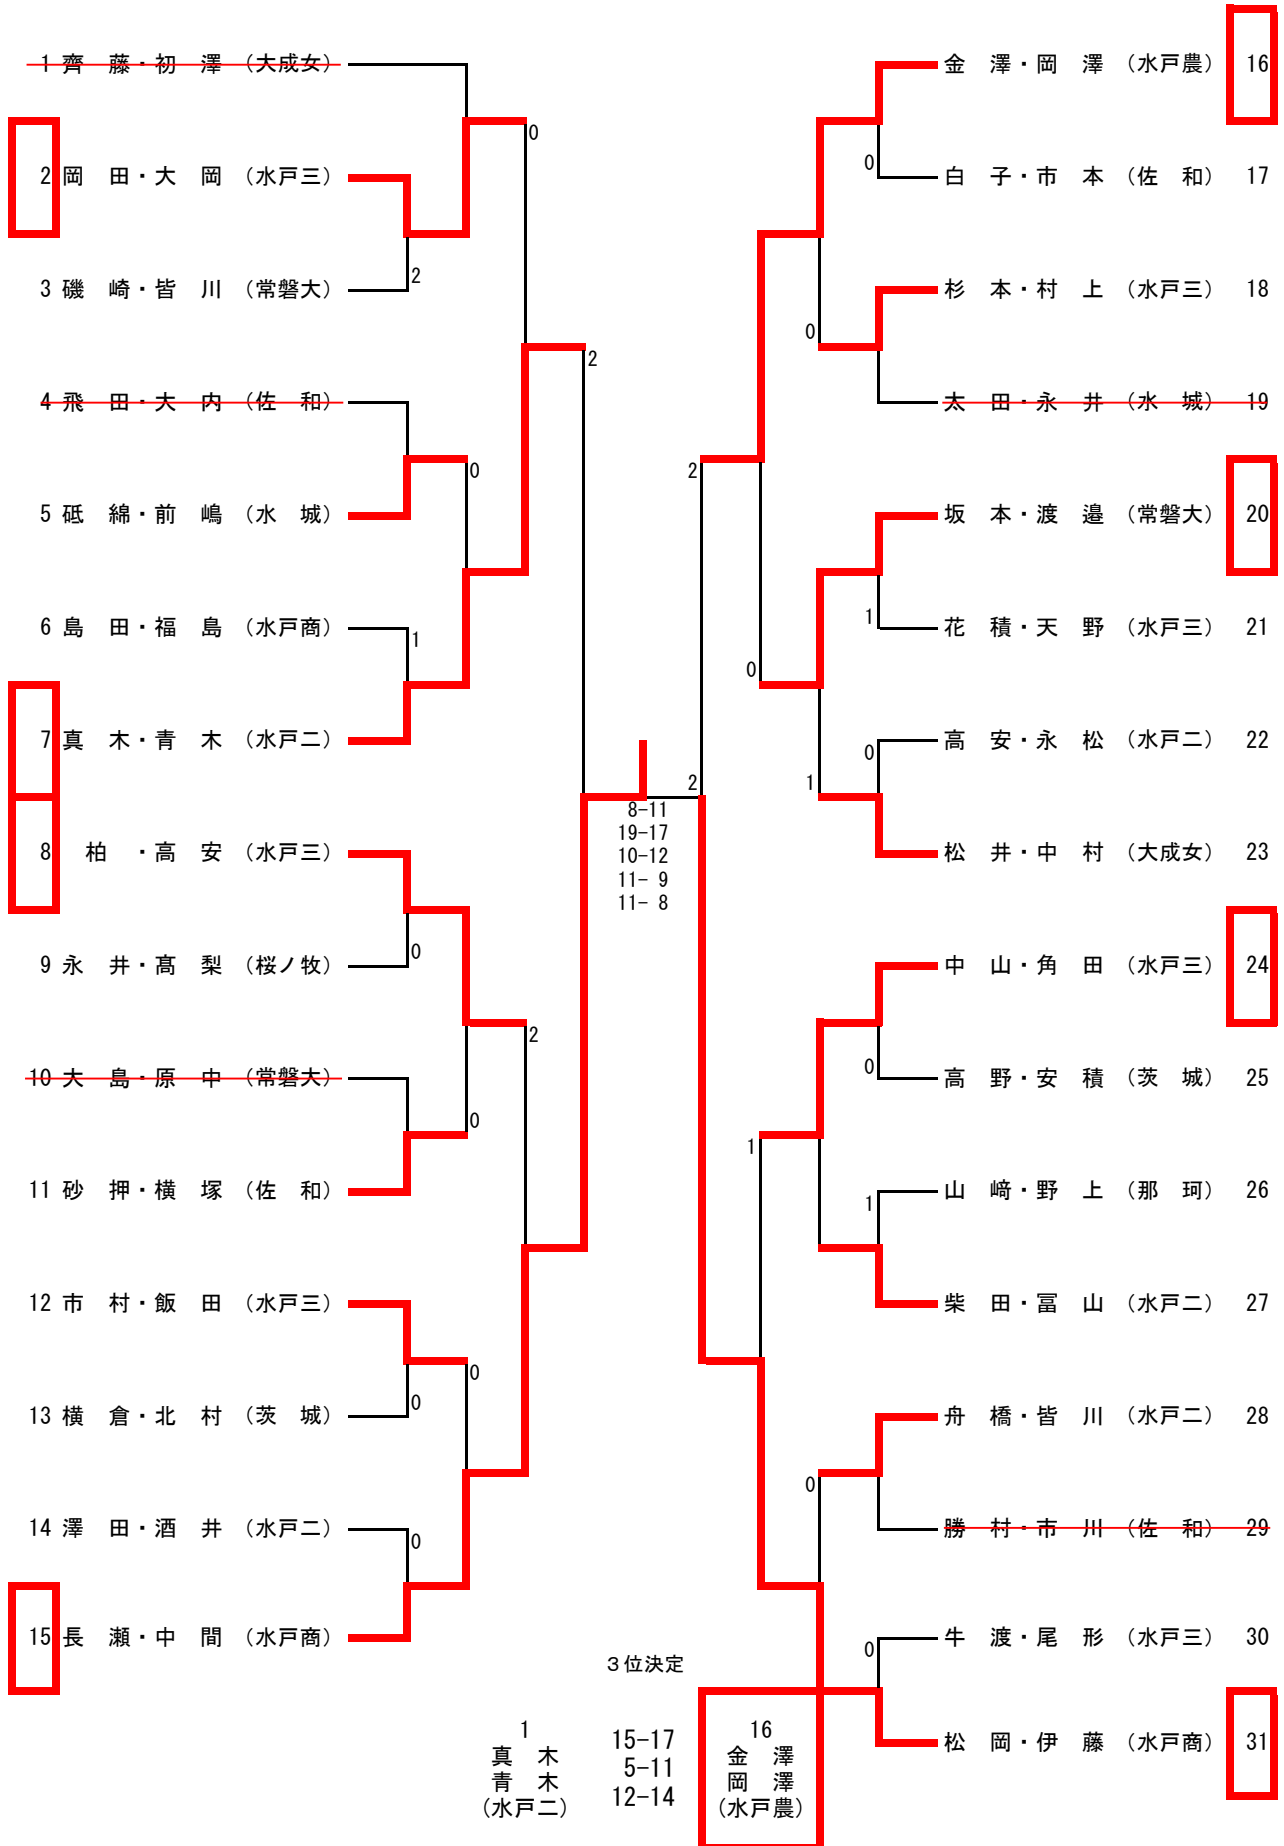 1 齊 藤・初 澤 (大成女)
2 岡 田・大 岡 (水戸三)
3 磯 崎・皆 川 (常磐大)
4 飛 田・大 内 (佐 和)
5 砥 綿・前 嶋 (水 城)
6 島 田・福 島 (水戸商)
7 真 木・青 木 (水戸二)
8 柏 ・高 安 (水戸三)
9 永 井・髙 梨 (桜ノ牧)
10 大 島・原 中 (常磐大)
11 砂 押・横 塚 (佐 和)
12 市 村・飯 田 (水戸三)
13 横 倉・北 村 (茨 城)
14 澤 田・酒 井 (水戸二)
15 長 瀬・中 間 (水戸商)
0
2
2
0
1
0
2
0
0
0
0
2
2
8-11
19-17
10-12
11- 9
11- 8
0
0
0
1
0
1
0
1
1
0
0
金 澤・岡 澤 (水戸農) 16
白 子・市 本 (佐 和) 17
杉 本・村 上 (水戸三) 18
太 田・永 井 (水 城) 19
坂 本・渡 邉 (常磐大) 20
花 積・天 野 (水戸三) 21
高 安・永 松 (水戸二) 22
松 井・中 村 (大成女) 23
中 山・角 田 (水戸三) 24
高 野・安 積 (茨 城) 25
山 﨑・野 上 (那 珂) 26
柴 田・冨 山 (水戸二) 27
舟 橋・皆 川 (水戸二) 28
勝 村・市 川 (佐 和) 29
牛 渡・尾 形 (水戸三) 30
松 岡・伊 藤 (水戸商) 31
3位決定
1
真 木
青 木
(水戸二)
15-17
5-11
12-14
16
金 澤
岡 澤
(水戸農)